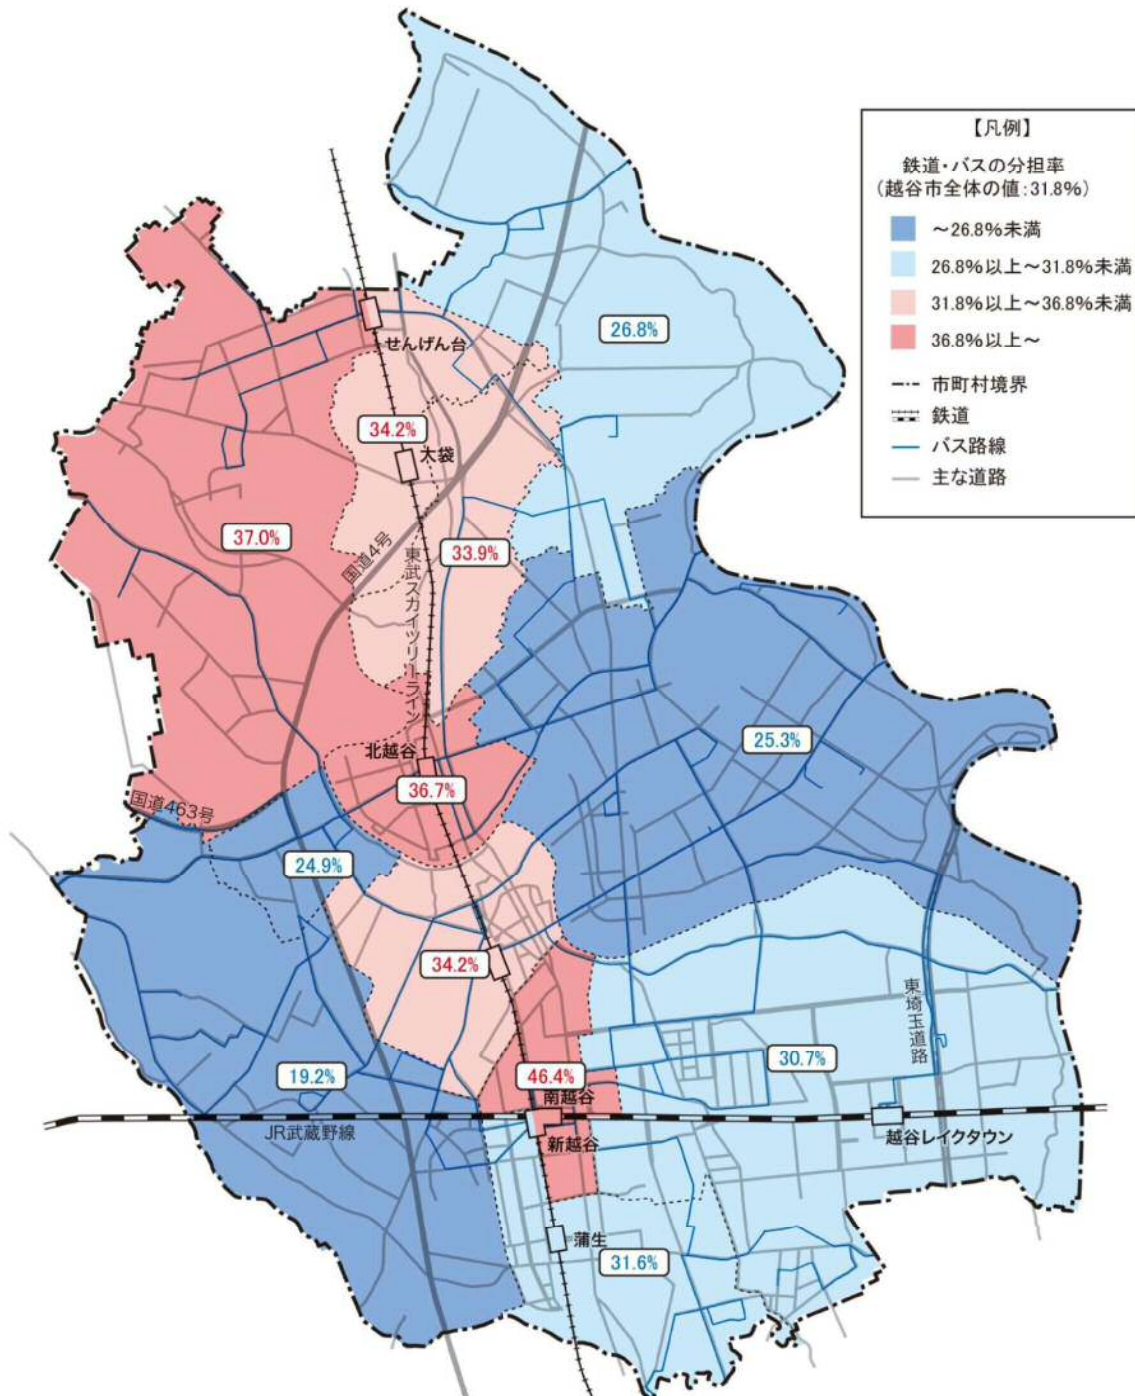 【凡例】
鉄道・バスの分担率
(越谷市全体の値:31.8%)
～26.8%未満
26.8%以上～31.8%未満
31.8%以上～36.8%未満
36.8%以上～
市町村境界
鉄道
バス路線
主な道路
26.8%
せんげん台
34.2%
大袋
37.0%
国道4号
33.9%
東武スカイツリーライン
25.3%
北越谷
36.7%
国道463号
24.9%
34.2%
東埼玉道路
30.7%
19.2%
46.4%
南越谷
JR武蔵野線
新越谷
越谷レイクタウン
蒲生
31.6%